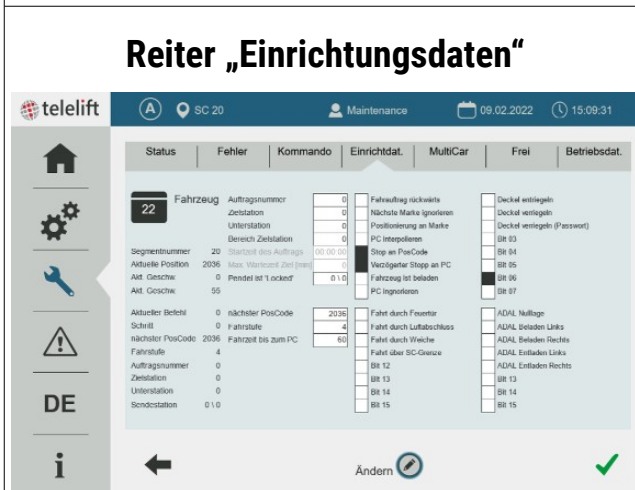 Reiter „Einrichtungsdaten“
telelift
A SC 20 Maintenance 09.02.2022 15:09:31
Status Fehler Kommando Einrichtdat. MultiCar Frei Betriebsdat.
22 Fahrzeug
Segmentnummer 20
Aktuelle Position 2036
Akt. Geschw. 0
Akt. Geschw. 55
Aktueller Befehl 0
Schritt 0
nächster PosCode 2036
Fahrstufe 4
Auftragsnummer 0
Zielstation 0
Unterstation 0
Sendestation 0 \ 0
Auftragsnummer 0
Zielstation 0
Unterstation 0
Bereich Zielstation 0
Startzeit des Auftrags 00:00:00
Max. Wartezeit Ziel [mm] 0
Pendel ist 'Locked' 0 \ 0
nächster PosCode 2036
Fahrstufe 4
Fahrzeit bis zum PC 60
Fahrauftrag rückwärts
Nächste Marke ignorieren
Positionierung an Marke
PC Interpolieren
Stop an PosCode
Verzögerter Stopp an PC
Fahrzeug ist beladen
PC Ingnorieren
Fahrt durch Feuertür
Fahrt durch Luftabschluss
Fahrt durch Weiche
Fahrt über SC-Grenze
Bit 12
Bit 13
Bit 14
Bit 15
Deckel entriegeln
Deckel verriegeln
Deckel verriegeln (Passwort)
Bit 03
Bit 04
Bit 05
Bit 06
Bit 07
ADAL Nulllage
ADAL Beladen Links
ADAL Beladen Rechts
ADAL Entladen Links
ADAL Entladen Rechts
Bit 13
Bit 14
Bit 15
DE
i
Ändern